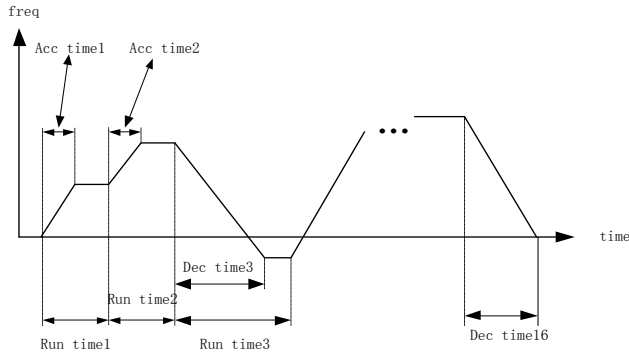 freq
Acc time1
Acc time2
•••
time
Dec time3
Run time2
Dec time16
Run time1
Run time3